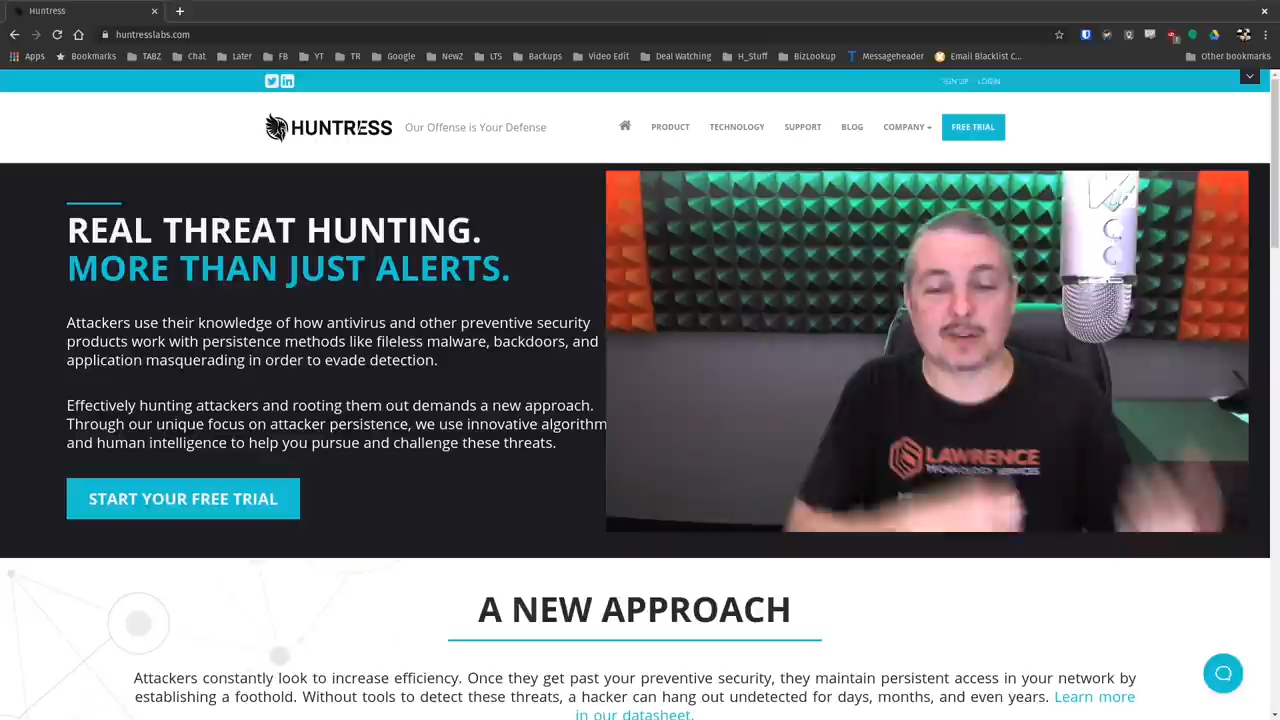 Huntress
huntresslabs.com
Apps Bookmarks TABZ Chat Later FB YT TR Google NewZ LTS Backups Video Edit Deal Watching H_Stuff BizLookup Messageheader Email Blacklist C... Other bookmarks
SIGN UP LOGIN
HUNTRESS Our Offense is Your Defense PRODUCT TECHNOLOGY SUPPORT BLOG COMPANY FREE TRIAL
REAL THREAT HUNTING.
MORE THAN JUST ALERTS.
Attackers use their knowledge of how antivirus and other preventive security
products work with persistence methods like fileless malware, backdoors, and
application masquerading in order to evade detection.
Effectively hunting attackers and rooting them out demands a new approach.
Through our unique focus on attacker persistence, we use innovative algorithm
and human intelligence to help you pursue and challenge these threats.
START YOUR FREE TRIAL
LAWRENCE
TECHNOLOGY SERVICES
A NEW APPROACH
Attackers constantly look to increase efficiency. Once they get past your preventive security, they maintain persistent access in your network by
establishing a foothold. Without tools to detect these threats, a hacker can hang out undetected for days, months, and even years. Learn more
in our datasheet.